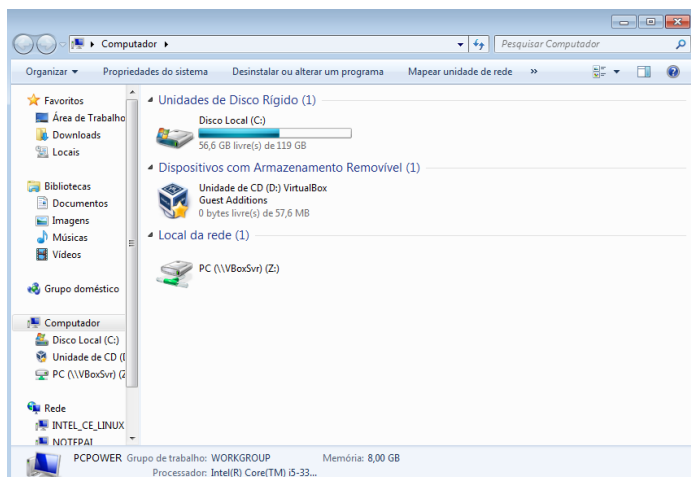 Computador
Pesquisar Computador
Organizar Propriedades do sistema Desinstalar ou alterar um programa Mapear unidade de rede »
Favoritos
Área de Trabalho
Downloads
Locais
Bibliotecas
Documentos
Imagens
Músicas
Vídeos
Grupo doméstico
Computador
Disco Local (C:)
Unidade de CD (
PC (\\VBoxSvr) (Z
Rede
INTEL_CE_LINUX
NOTEPAI
Unidades de Disco Rígido (1)
Disco Local (C:)
56,6 GB livre(s) de 119 GB
Dispositivos com Armazenamento Removível (1)
Unidade de CD (D:) VirtualBox
Guest Additions
0 bytes livre(s) de 57,6 MB
Local da rede (1)
PC (\\VBoxSvr) (Z:)
PCPOWER Grupo de trabalho: WORKGROUP Memória: 8,00 GB
Processador: Intel(R) Core(TM) i5-33...